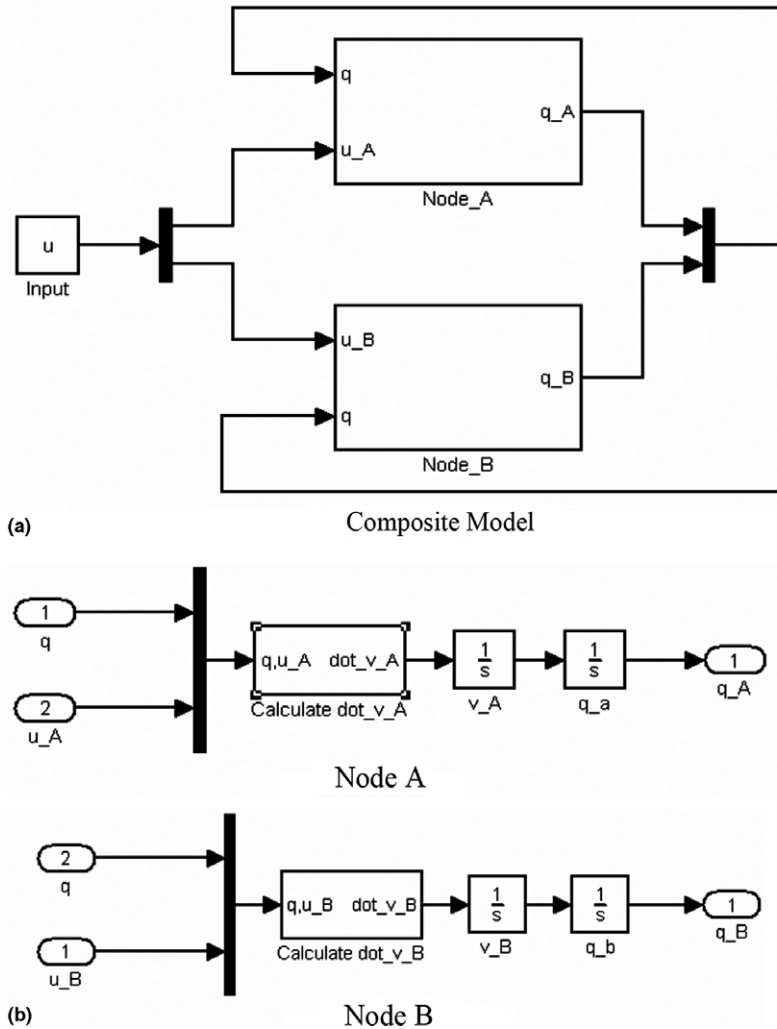 q
q_A
u_A
Node_A
u
Input
u_B
q_B
q
Node_B
(a)
Composite Model
1
q
q,u_A dot_v_A
1/s
1/s
1
Calculate dot_v_A
v_A
q_a
q_A
2
u_A
Node A
2
q
q,u_B dot_v_B
1/s
1/s
1
Calculate dot_v_B
v_B
q_b
q_B
1
u_B
(b)
Node B